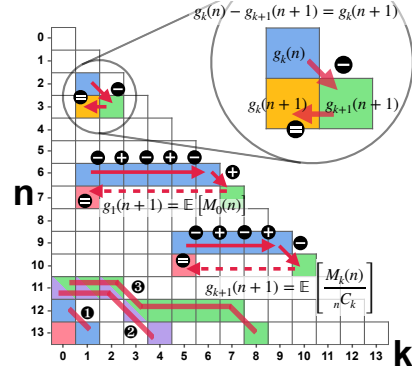 g_k(n) − g_{k+1}(n+1) = g_k(n+1)
g_k(n)
−
g_k(n+1) g_{k+1}(n+1)
=
0
1
2
−
=
3
4
5
− + − + −
6
+
n
7
=
g_1(n+1) = 𝔼 [M_0(n)]
8
− + − +
9
−
=
10
g_{k+1}(n+1) = 𝔼 [M_k(n) / _nC_k]
11
❸
12
❶
13
❷
0 1 2 3 4 5 6 7 8 9 10 11 12 13
k